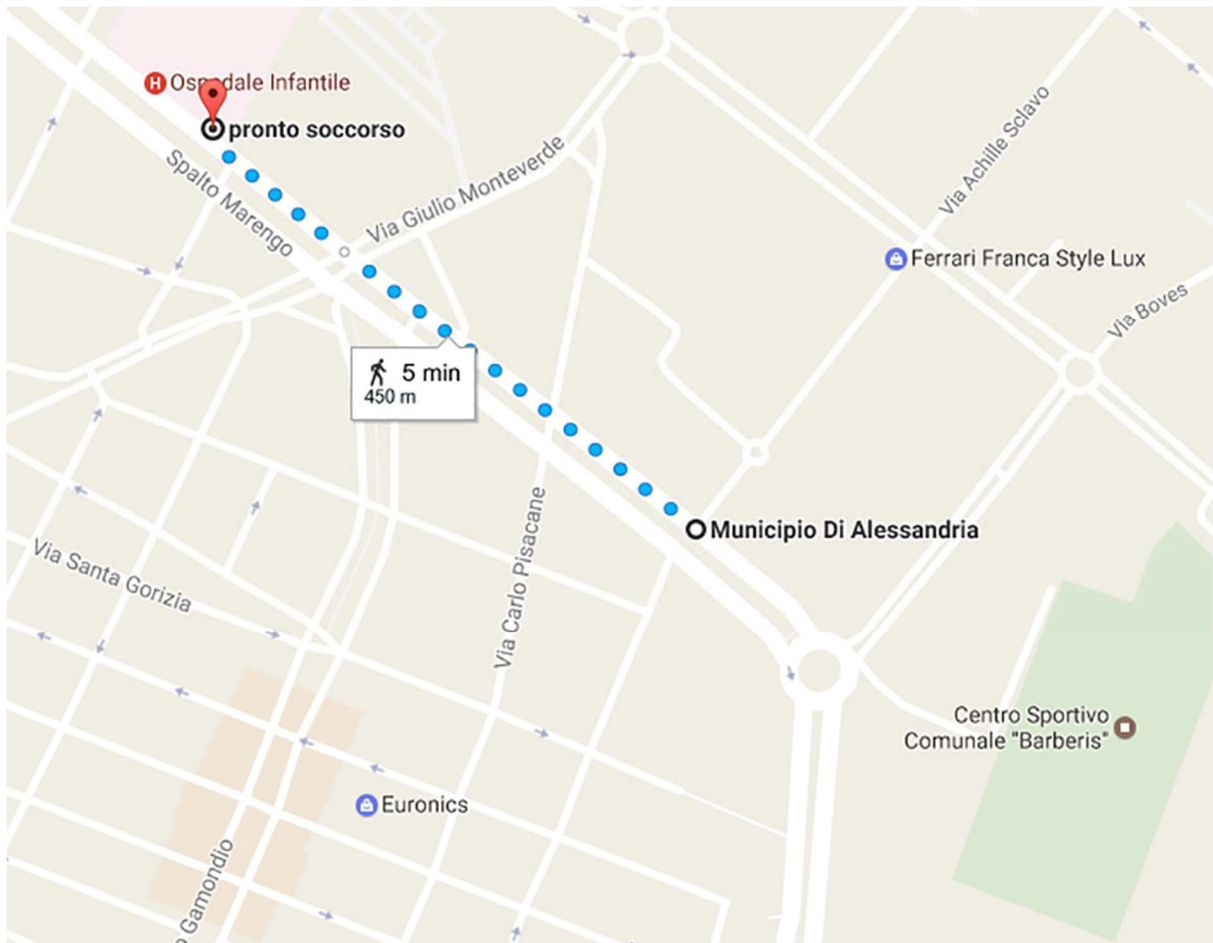 H Ospedale Infantile
pronto soccorso
Spalto Marengo
Via Giulio Monteverde
Via Achille Sclavo
Ferrari Franca Style Lux
Via Boves
5 min
450 m
Municipio Di Alessandria
Via Carlo Pisacane
Via Santa Gorizia
Centro Sportivo
Comunale "Barberis"
Euronics
o Gamondio